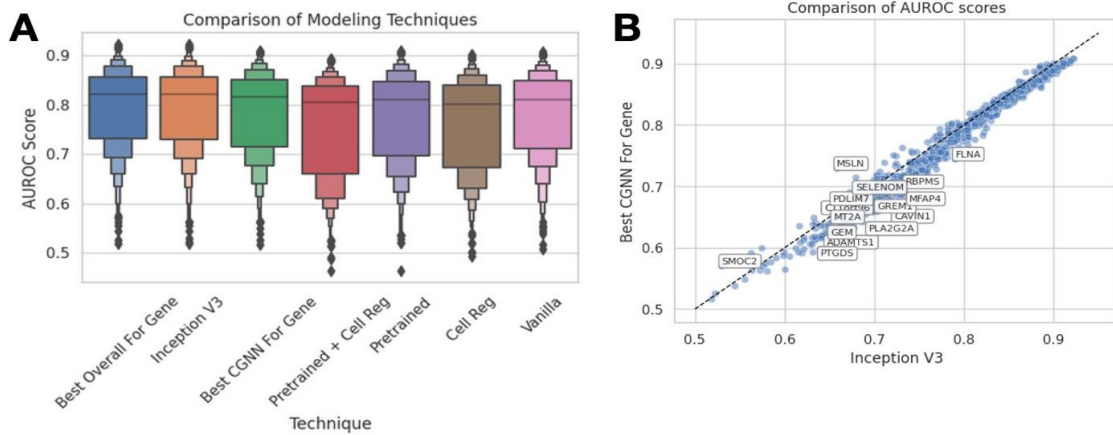 A
Comparison of Modeling Techniques
AUROC Score
0.9
0.8
0.7
0.6
0.5
Best Overall For Gene
Inception V3
Best CGNN For Gene
Pretrained + Cell Reg
Pretrained
Cell Reg
Vanilla
Technique
B
Comparison of AUROC scores
Best CGNN For Gene
0.9
0.8
0.7
0.6
0.5
MSLN
FLNA
RBPMS
SELENOM
PDLIM7
MFAP4
GREM1
MT2A
CAVIN1
GEM
PLA2G2A
ADAMTS1
PTGDS
SMOC2
0.5
0.6
0.7
0.8
0.9
Inception V3